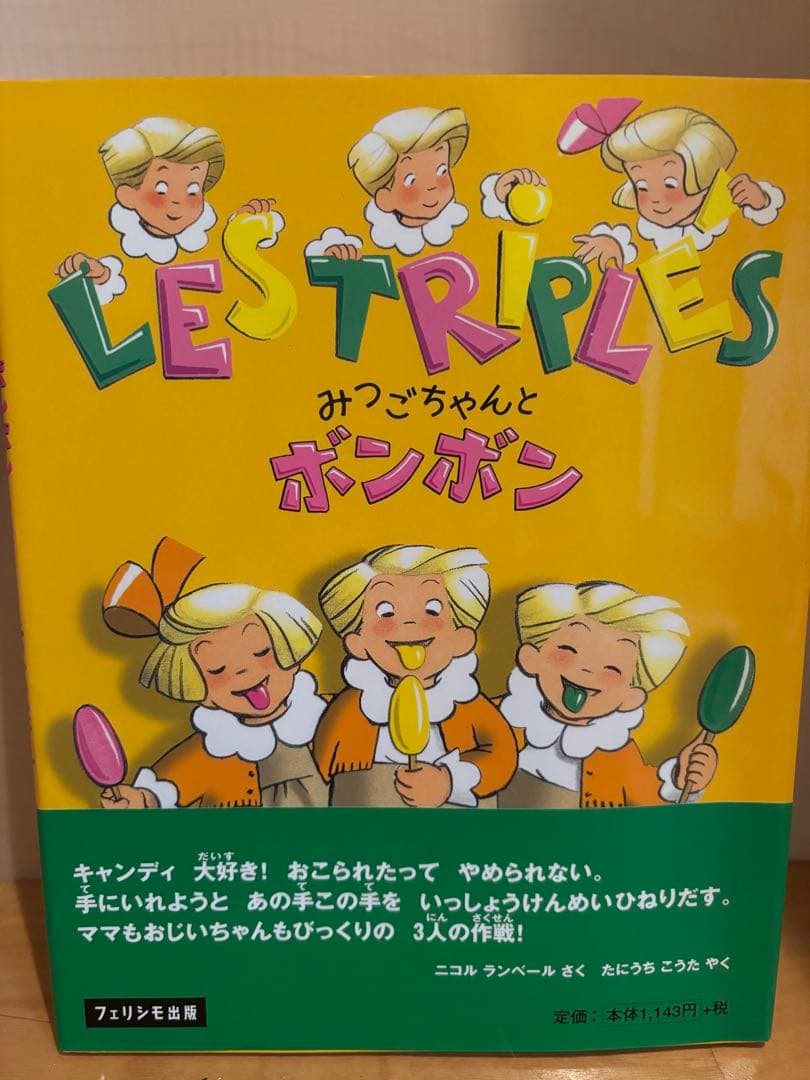 LES TRiPLES
みつごちゃんと
ボンボン
キャンディ 大好き! おこられたって やめられない。
手にいれようと あの手この手を いっしょうけんめいひねりだす。
ママもおじいちゃんもびっくりの 3人の作戦!
ニコル ランベール さく たにうち こうた やく
フェリシモ出版
定価：本体1,143円+税